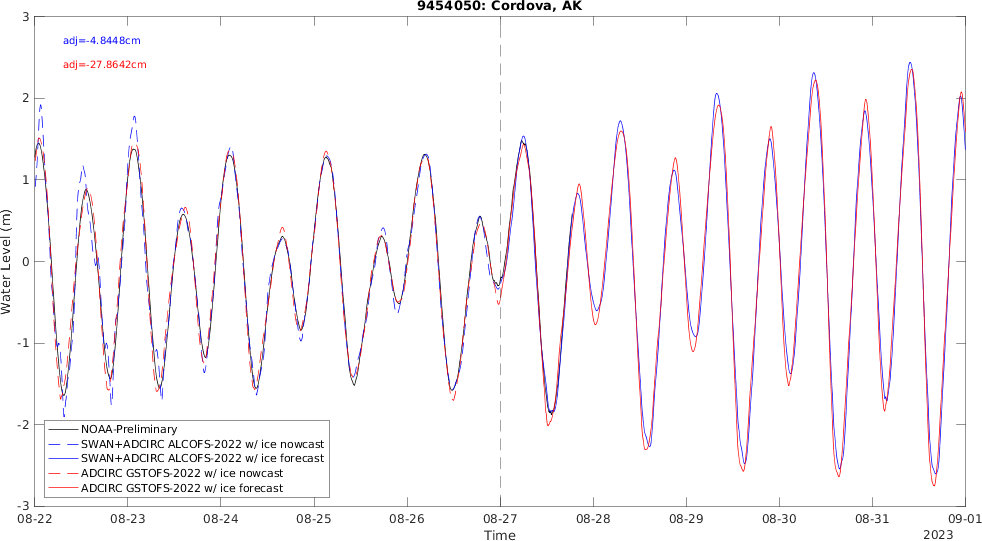 9454050: Cordova, AK
adj=-4.8448cm
adj=-27.8642cm
3
2
1
0
-1
-2
-3
Water Level (m)
NOAA-Preliminary
SWAN+ADCIRC ALCOFS-2022 w/ ice nowcast
SWAN+ADCIRC ALCOFS-2022 w/ ice forecast
ADCIRC GSTOFS-2022 w/ ice nowcast
ADCIRC GSTOFS-2022 w/ ice forecast
08-22 08-23 08-24 08-25 08-26 08-27 08-28 08-29 08-30 08-31 09-01
Time
2023